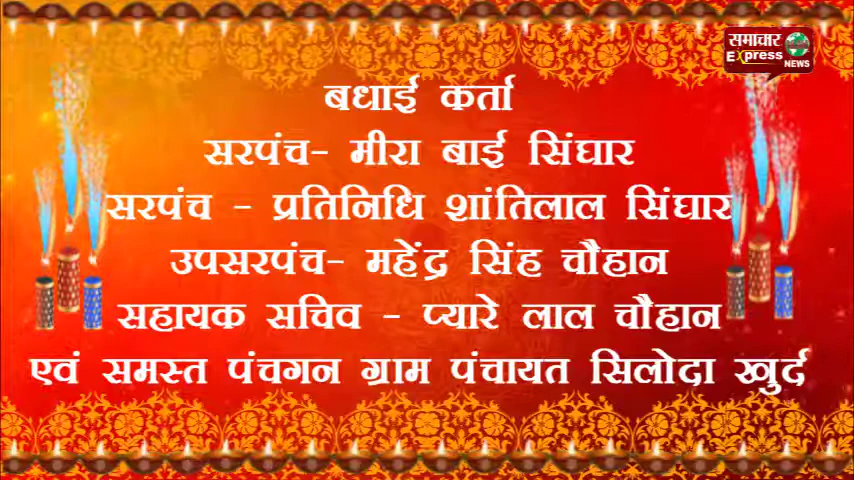 समाचार
Express
NEWS
बधाई कर्ता
सरपंच- मीरा बाई सिंघार
सरपंच - प्रतिनिधि शांतिलाल सिंघार
उपसरपंच- महेंद्र सिंह चौहान
सहायक सचिव - प्यारे लाल चौहान
एवं समस्त पंचगन ग्राम पंचायत सिलोदा खुर्द